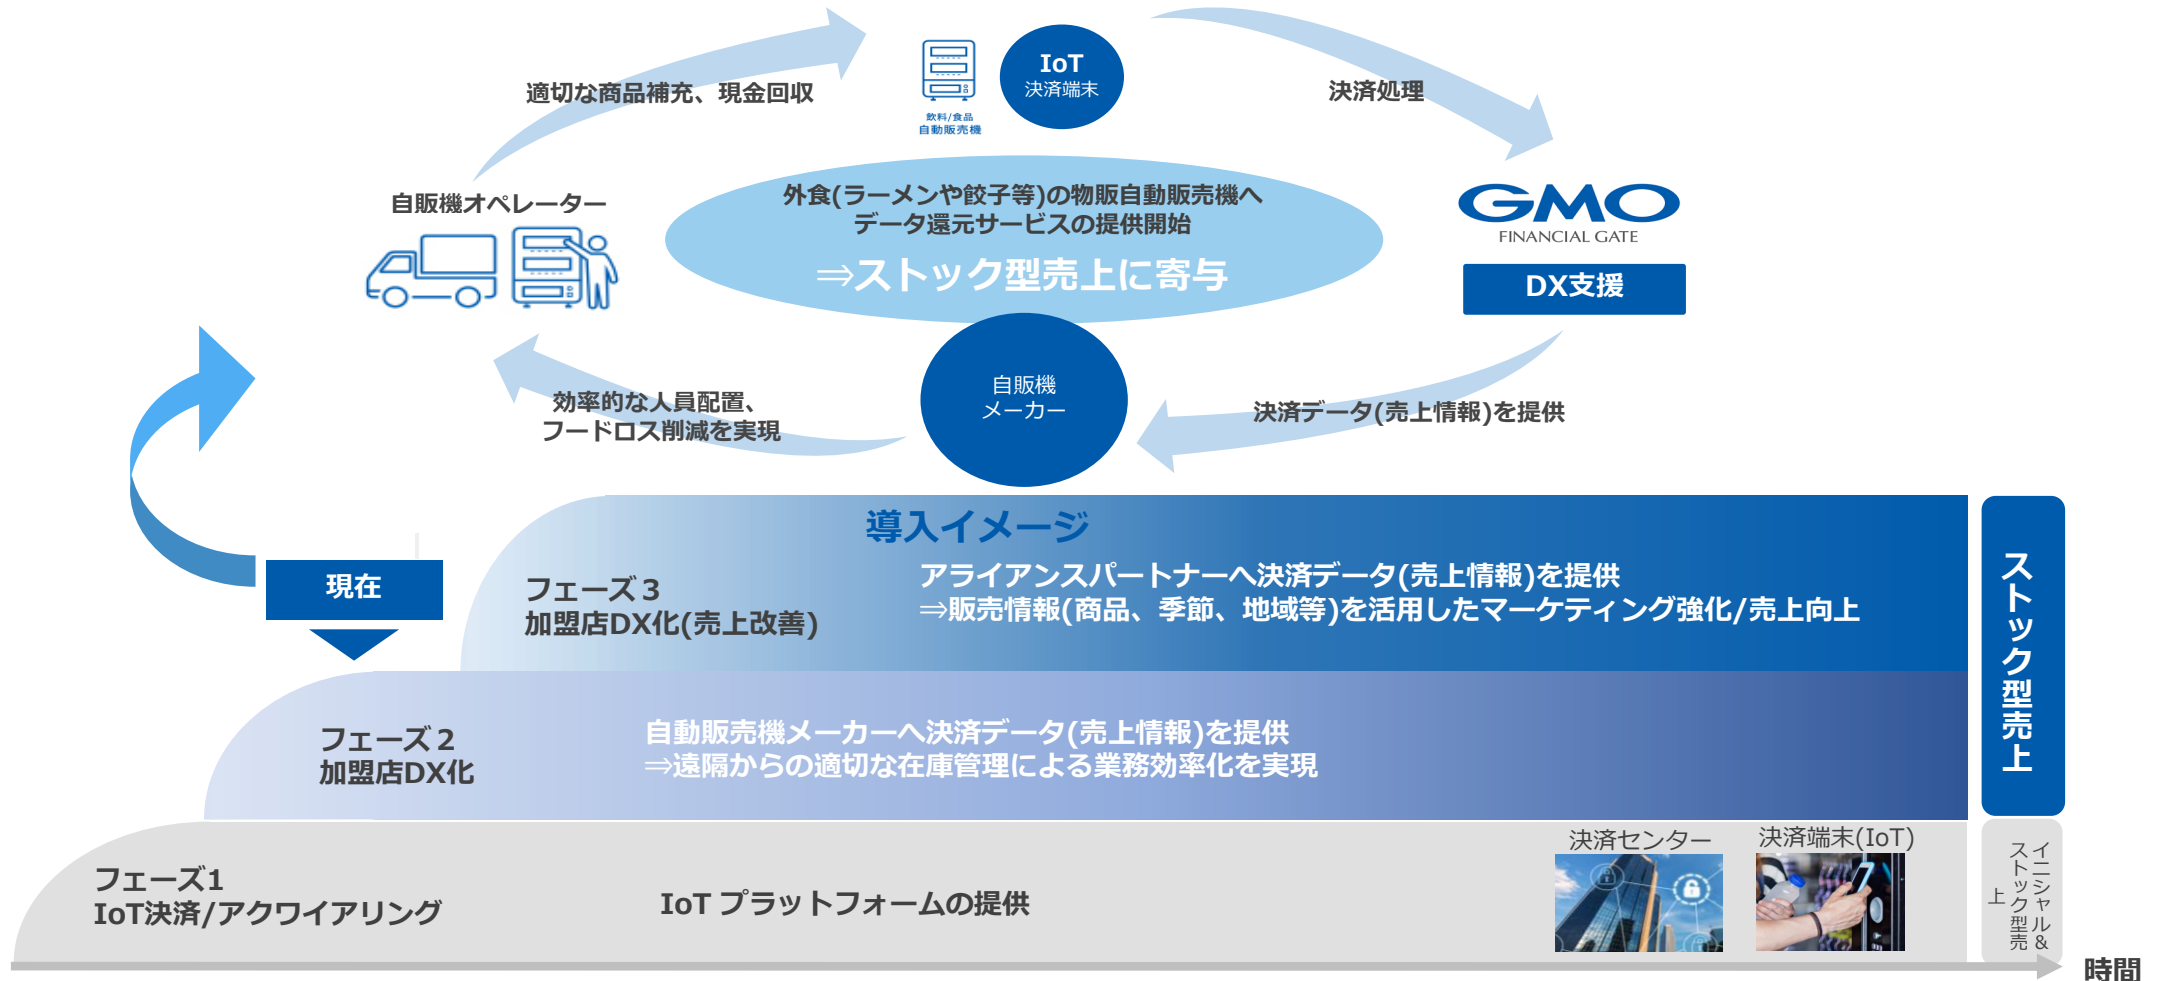 適切な商品補充、現金回収
飲料/食品
自動販売機
IoT
決済端末
決済処理
自販機オペレーター
外食(ラーメンや餃子等)の物販自動販売機へ
データ還元サービスの提供開始
⇒ストック型売上に寄与
GMO
FINANCIAL GATE
DX支援
効率的な人員配置、
フードロス削減を実現
自販機
メーカー
決済データ(売上情報)を提供
導入イメージ
現在
フェーズ３
加盟店DX化(売上改善)
アライアンスパートナーへ決済データ(売上情報)を提供
⇒販売情報(商品、季節、地域等)を活用したマーケティング強化/売上向上
ストック型売上
フェーズ２
加盟店DX化
自動販売機メーカーへ決済データ(売上情報)を提供
⇒遠隔からの適切な在庫管理による業務効率化を実現
フェーズ1
IoT決済/アクワイアリング
IoT プラットフォームの提供
決済センター
決済端末(IoT)
イニシャル&
ストック型売
上
時間